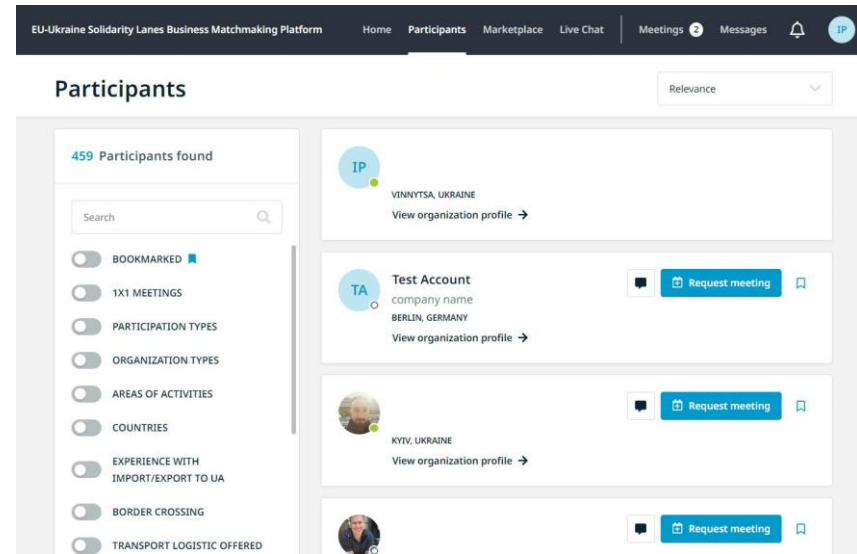 EU-Ukraine Solidarity Lanes Business Matchmaking Platform Home Participants Marketplace Live Chat Meetings 2 Messages IP
Participants
Relevance
459 Participants found
Search
BOOKMARKED
1X1 MEETINGS
PARTICIPATION TYPES
ORGANIZATION TYPES
AREAS OF ACTIVITIES
COUNTRIES
EXPERIENCE WITH
IMPORT/EXPORT TO UA
BORDER CROSSING
TRANSPORT LOGISTIC OFFERED
IP
VINNYTSA, UKRAINE
View organization profile →
TA
Test Account
Request meeting
company name
BERLIN, GERMANY
View organization profile →
Request meeting
KYIV, UKRAINE
View organization profile →
Request meeting